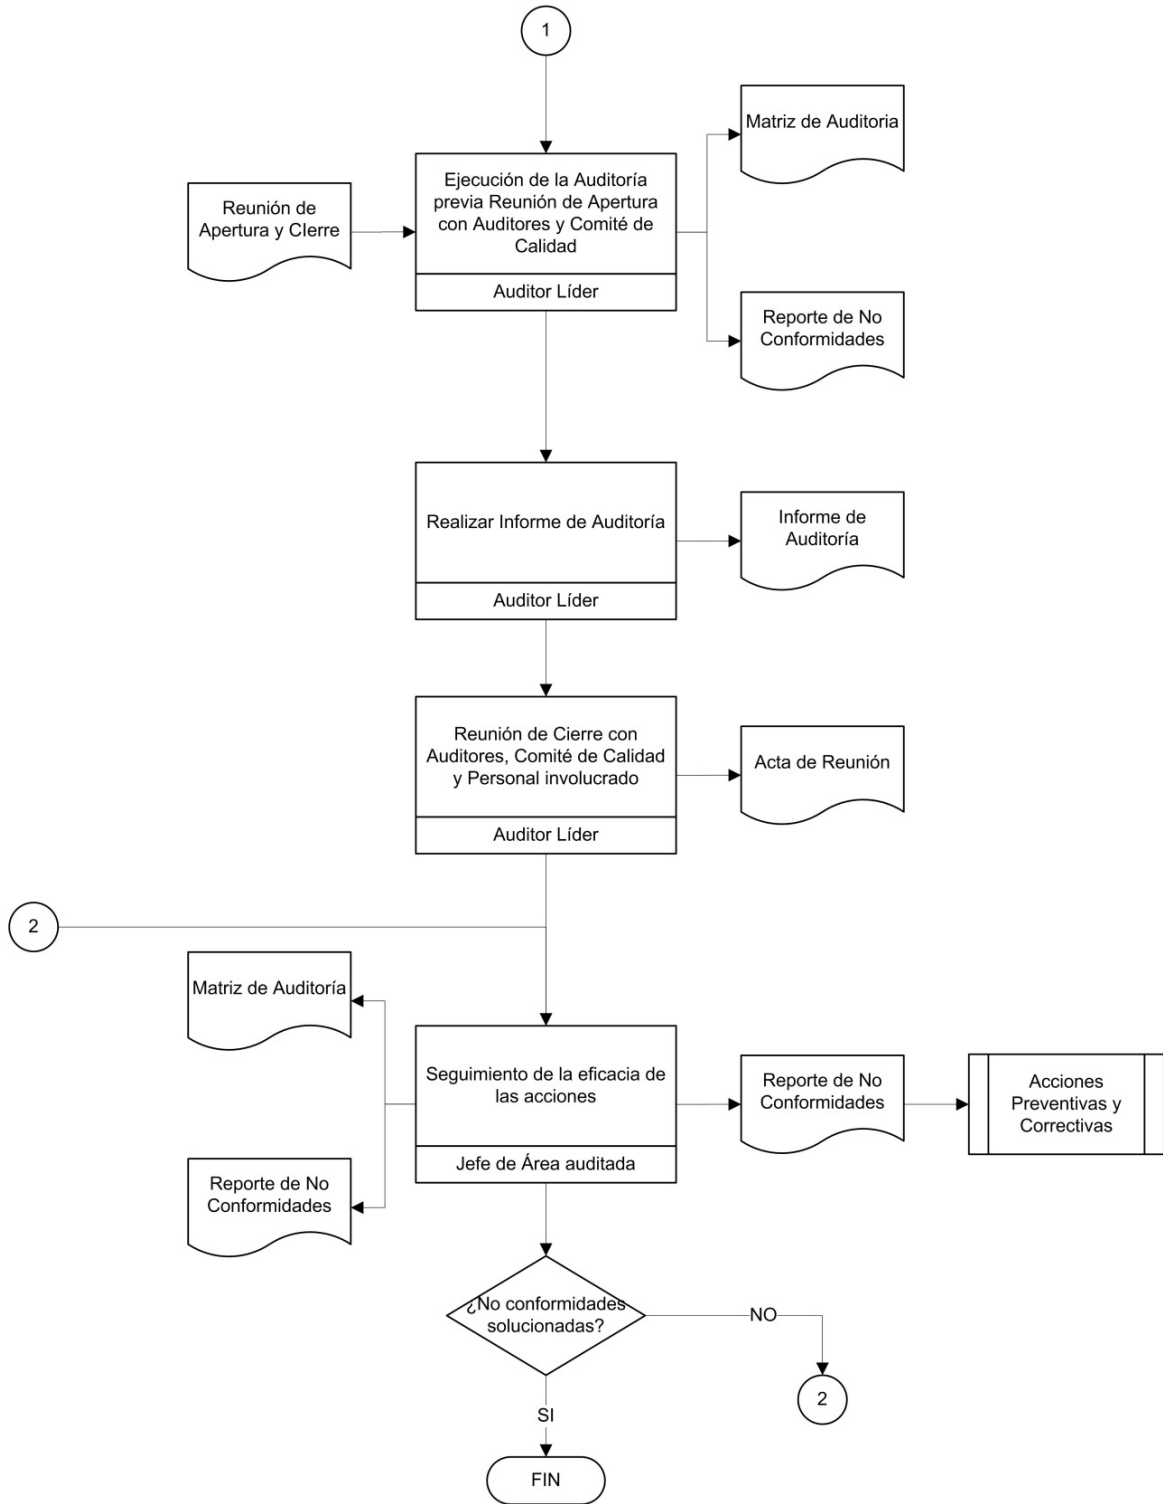 1
Matriz de Auditoria
Ejecución de la Auditoría
previa Reunión de Apertura
con Auditores y Comité de
Calidad
Auditor Líder
Reunión de
Apertura y CIerre
Reporte de No
Conformidades
Realizar Informe de Auditoría
Auditor Líder
Informe de
Auditoría
Reunión de Cierre con
Auditores, Comité de Calidad
y Personal involucrado
Auditor Líder
Acta de Reunión
2
Matriz de Auditoría
Seguimiento de la eficacia de
las acciones
Jefe de Área auditada
Reporte de No
Conformidades
Acciones
Preventivas y
Correctivas
Reporte de No
Conformidades
¿No conformidades
solucionadas?
NO
2
SI
FIN